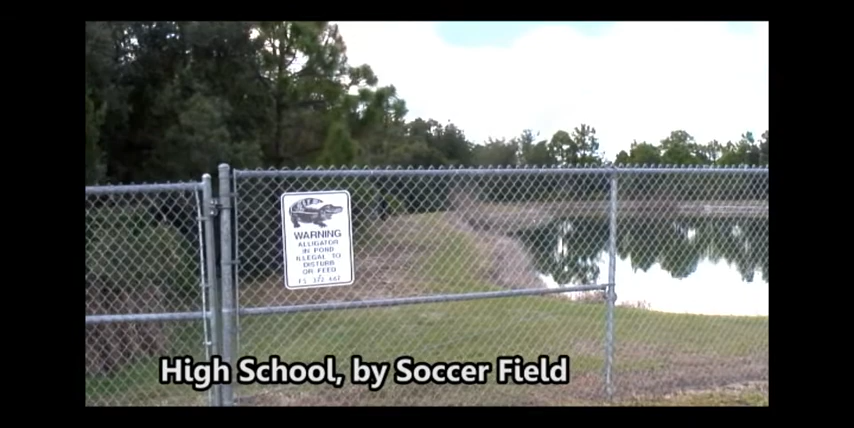 WARNING
ALLIGATOR
IN POND
ILLEGAL TO
DISTURB
OR FEED
High School, by Soccer Field